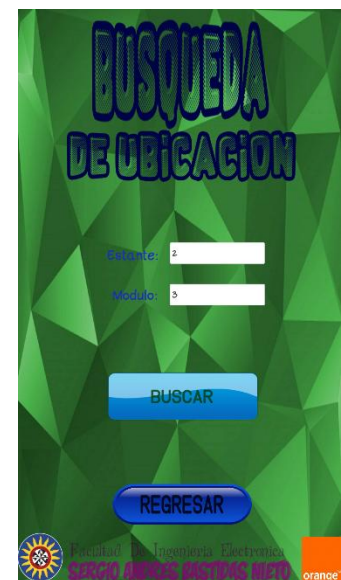 BUSQUEDA
DE UBiCACiON
Estante: 2
Modulo: 3
BUSCAR
REGRESAR
Facultad De Ingenieria Electronica
SERGIO ANDRES BASTIDAS NIETO
orange